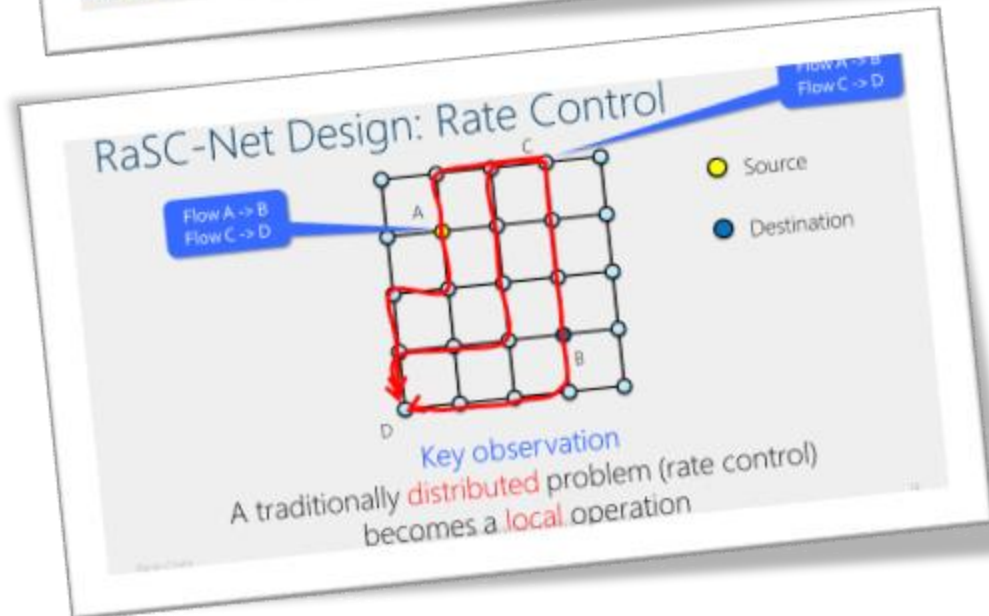 RaSC-Net Design: Rate Control
Flow A -> B
Flow C -> D
C
Source
Flow A -> B
Flow C -> D
A
Destination
B
D
Key observation
A traditionally distributed problem (rate control)
becomes a local operation